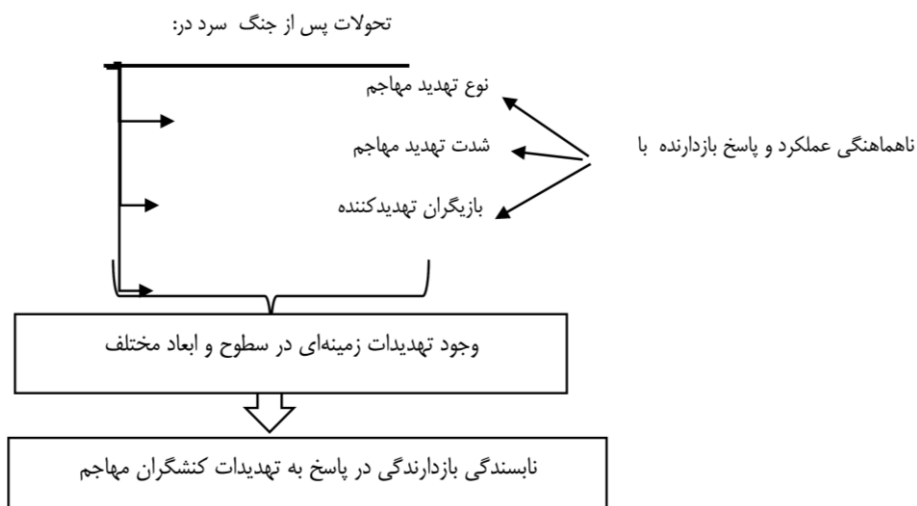 تحولات پس از جنگ سرد در:
نوع تهدید مهاجم
شدت تهدید مهاجم
بازیگران تهدیدکننده
ناهماهنگی عملکرد و پاسخ بازدارنده با
وجود تهدیدات زمینه‌ای در سطوح و ابعاد مختلف
نابسندگی بازدارندگی در پاسخ به تهدیدات کنشگران مهاجم